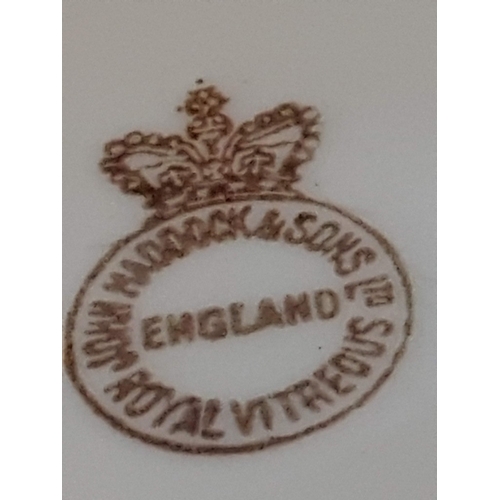 JOHN MADDOCK & SONS LTD
ENGLAND
ROYAL VITREOUS